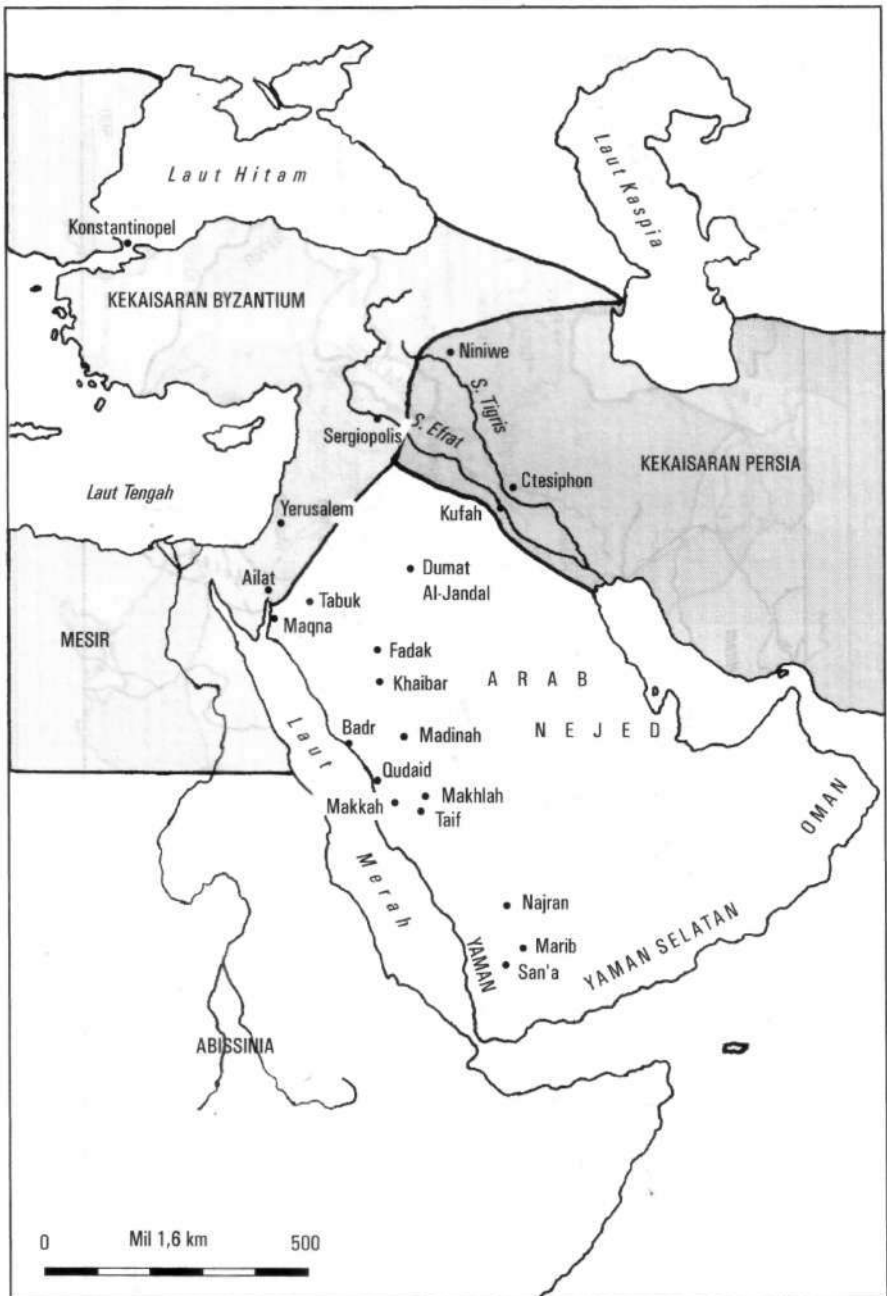 Laut Hitam
Laut Kaspia
Konstantinopel
KEKAISARAN BYZANTIUM
Niniwe
S. Tigris
Sergiopolis
S. Efrat
KEKAISARAN PERSIA
Laut Tengah
Ctesiphon
Yerusalem
Kufah
Dumat
Al-Jandal
Ailat
Tabuk
Maqna
MESIR
Fadak
Khaibar
ARAB
NEJED
Badr
Madinah
Laut Merah
Qudaid
Makkah
Makhlah
Taif
OMAN
Najran
Marib
San'a
YAMAN
YAMAN SELATAN
ABISSINIA
0 Mil 1,6 km 500